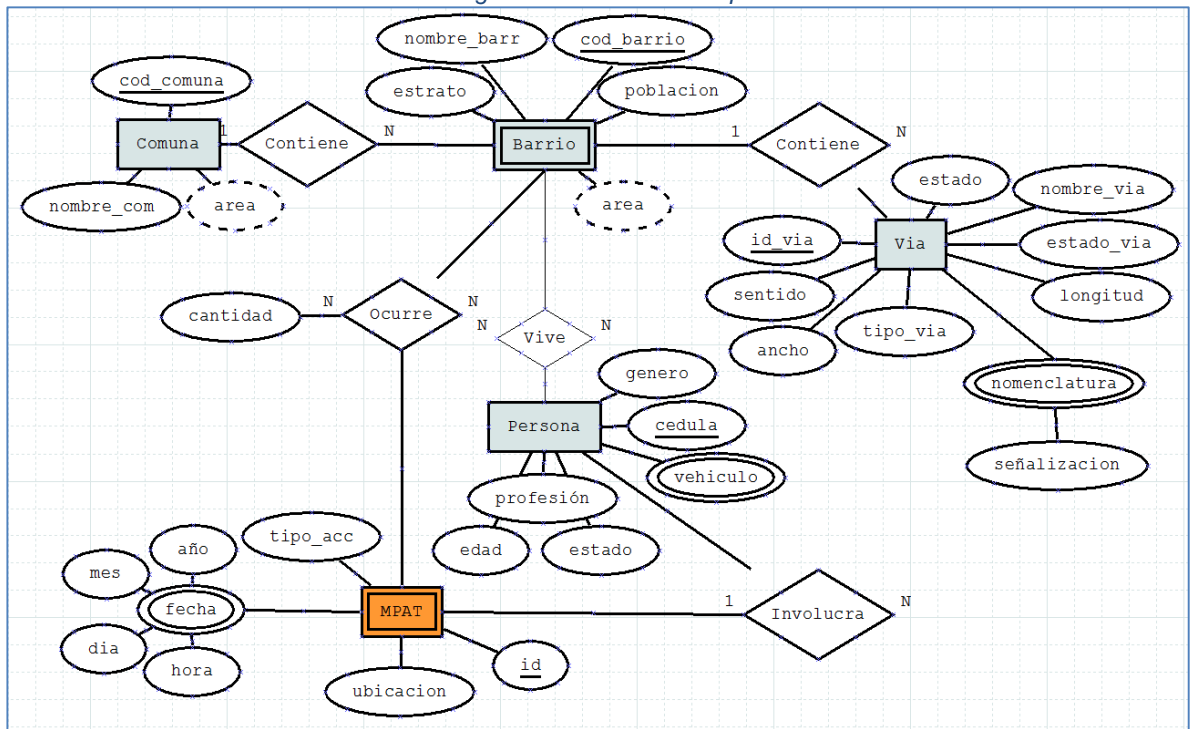 nombre_barr
cod_barrio
cod_comuna
estrato
poblacion
Comuna
1
Contiene
N
Barrio
1
Contiene
N
estado
nombre_via
nombre_com
area
area
id_via
Via
estado_via
sentido
longitud
cantidad
N
Ocurre
N
N
Vive
N
ancho
tipo_via
genero
nomenclatura
Persona
cedula
señalizacion
vehiculo
profesión
tipo_acc
año
edad
estado
mes
fecha
MPAT
1
Involucra
N
dia
hora
id
ubicacion